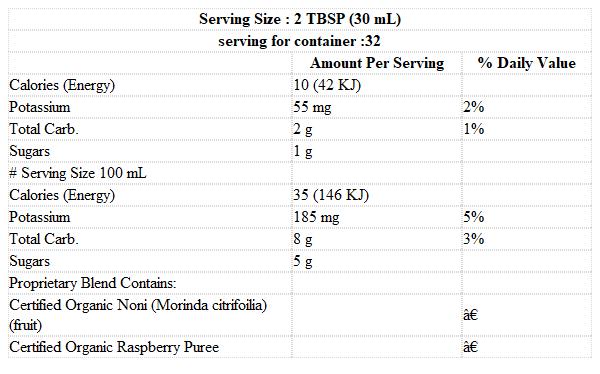 Serving Size : 2 TBSP (30 mL)
serving for container :32
Amount Per Serving % Daily Value
Calories (Energy) 10 (42 KJ)
Potassium 55 mg 2%
Total Carb. 2 g 1%
Sugars 1 g
# Serving Size 100 mL
Calories (Energy) 35 (146 KJ)
Potassium 185 mg 5%
Total Carb. 8 g 3%
Sugars 5 g
Proprietary Blend Contains:
Certified Organic Noni (Morinda citrifoilia)
(fruit) â€
Certified Organic Raspberry Puree â€